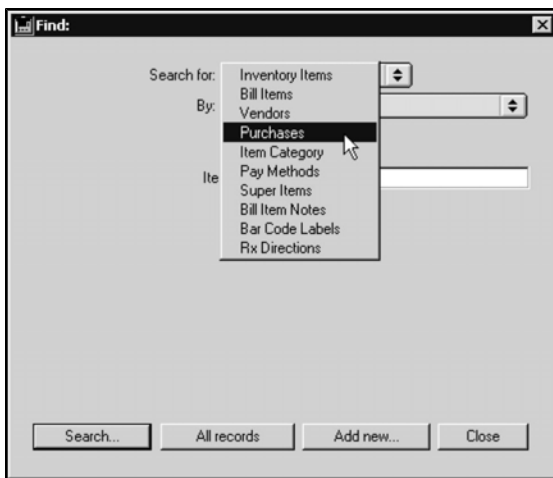 Find:
Search for:
Inventory Items
Bill Items
By:
Vendors
Purchases
Item Category
Ite
Pay Methods
Super Items
Bill Item Notes
Bar Code Labels
Rx Directions
Search...
All records
Add new...
Close